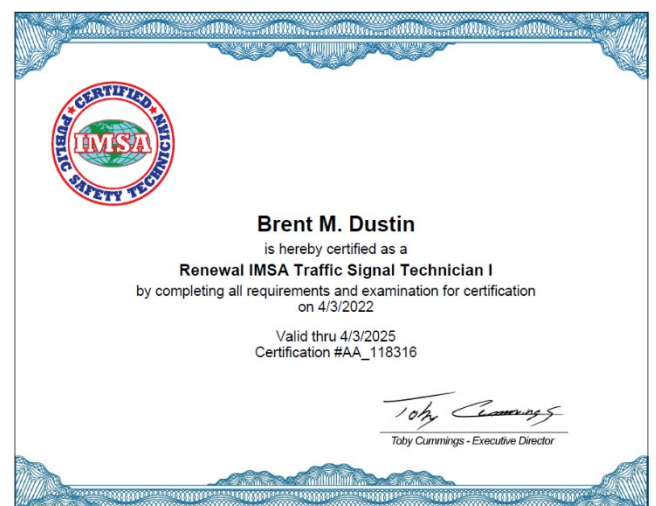 CERTIFIED
PUBLIC SAFETY TECHNICIAN
IMSA
Brent M. Dustin
is hereby certified as a
Renewal IMSA Traffic Signal Technician I
by completing all requirements and examination for certification
on 4/3/2022
Valid thru 4/3/2025
Certification #AA_118316
Toby Cummings
Toby Cummings - Executive Director